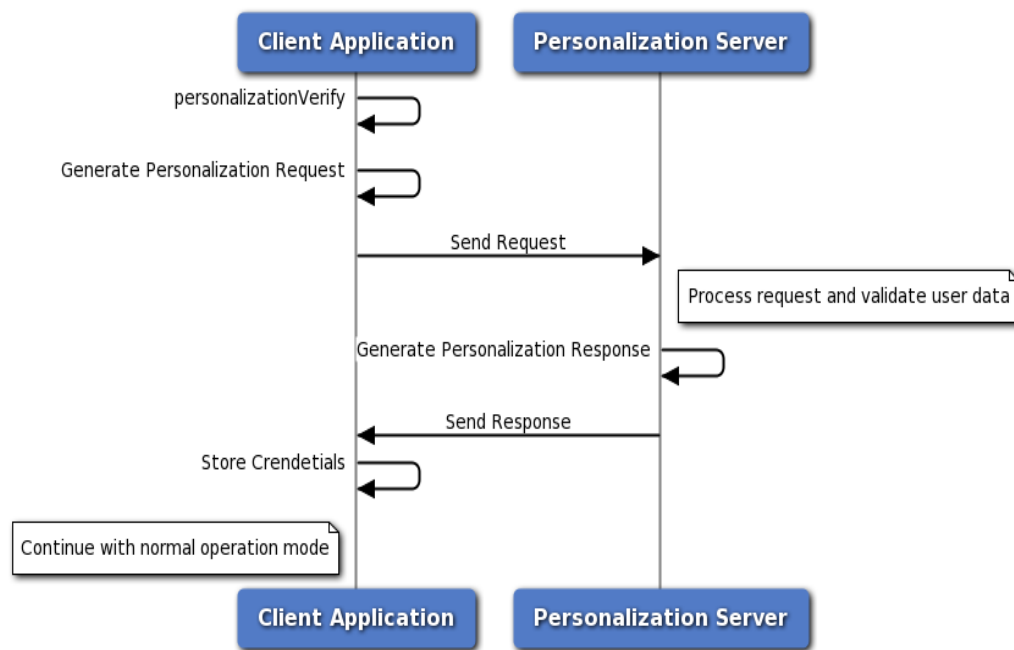 Client Application
Personalization Server
personalizationVerify
Generate Personalization Request
Send Request
Process request and validate user data
Generate Personalization Response
Send Response
Store Crendetials
Continue with normal operation mode
Client Application
Personalization Server